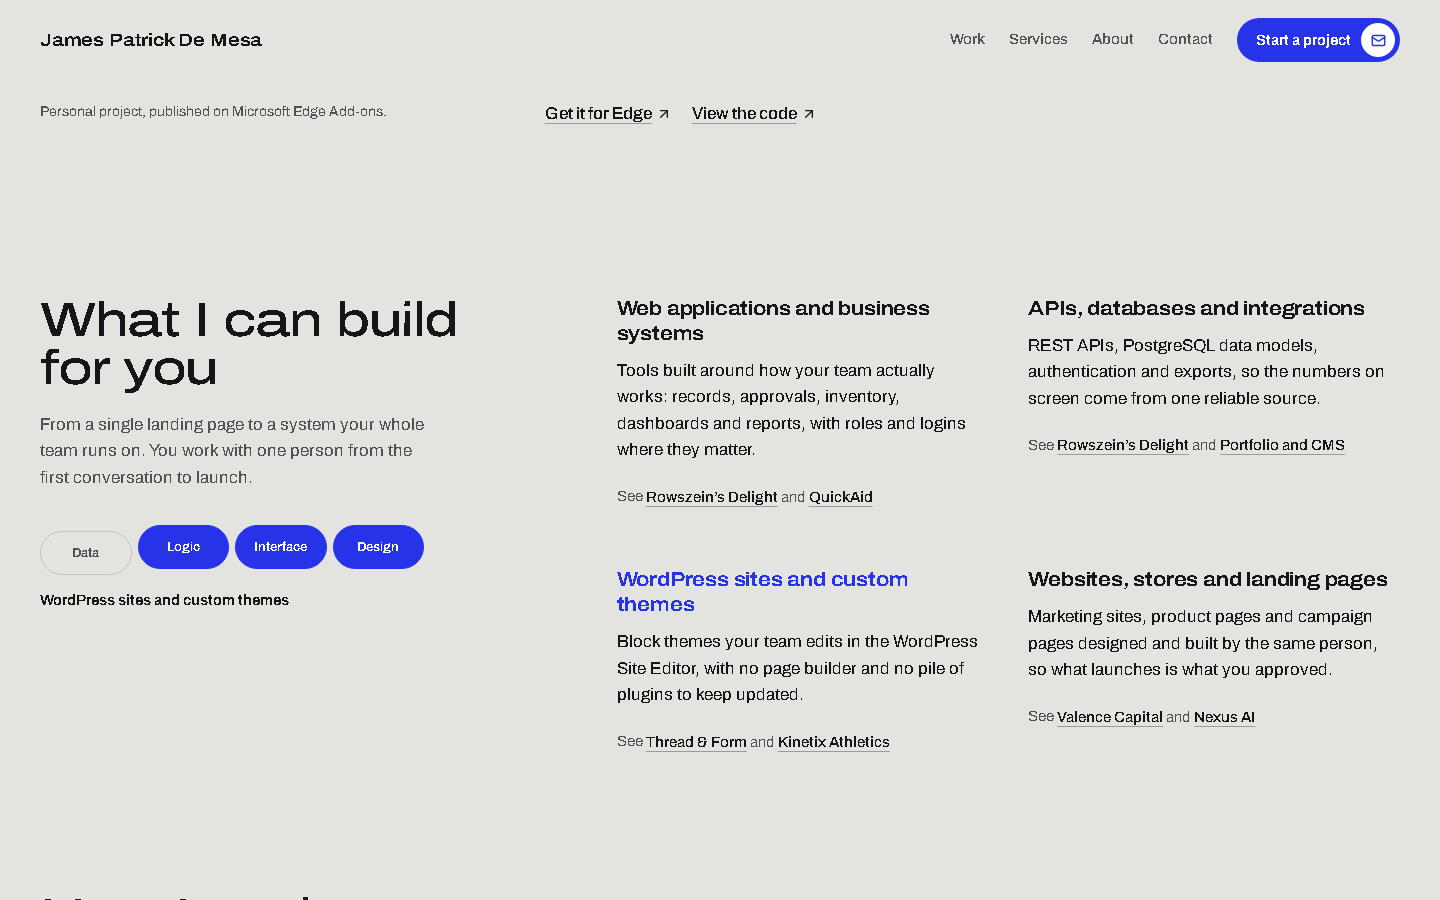 James Patrick De Mesa
Work
Services
About
Contact
Start a project
Personal project, published on Microsoft Edge Add-ons.
Get it for Edge
View the code
What I can build
for you
From a single landing page to a system your whole
team runs on. You work with one person from the
first conversation to launch.
Data
Logic
Interface
Design
WordPress sites and custom themes
Web applications and business
systems
Tools built around how your team actually
works: records, approvals, inventory,
dashboards and reports, with roles and logins
where they matter.
See Rowszein’s Delight and QuickAid
APIs, databases and integrations
REST APIs, PostgreSQL data models,
authentication and exports, so the numbers on
screen come from one reliable source.
See Rowszein’s Delight and Portfolio and CMS
WordPress sites and custom
themes
Block themes your team edits in the WordPress
Site Editor, with no page builder and no pile of
plugins to keep updated.
See Thread & Form and Kinetix Athletics
Websites, stores and landing pages
Marketing sites, product pages and campaign
pages designed and built by the same person,
so what launches is what you approved.
See Valence Capital and Nexus AI